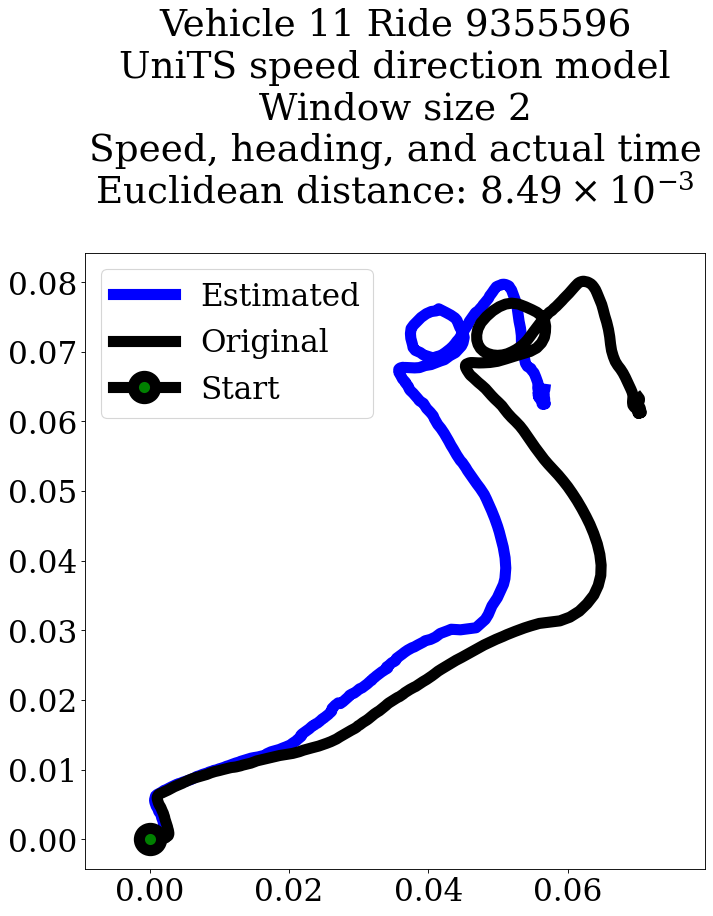 Vehicle 11 Ride 9355596
UniTS speed direction model
Window size 2
Speed, heading, and actual time
Euclidean distance: 8.49 × 10⁻³
Estimated
Original
Start
0.08
0.07
0.06
0.05
0.04
0.03
0.02
0.01
0.00
0.00 0.02 0.04 0.06